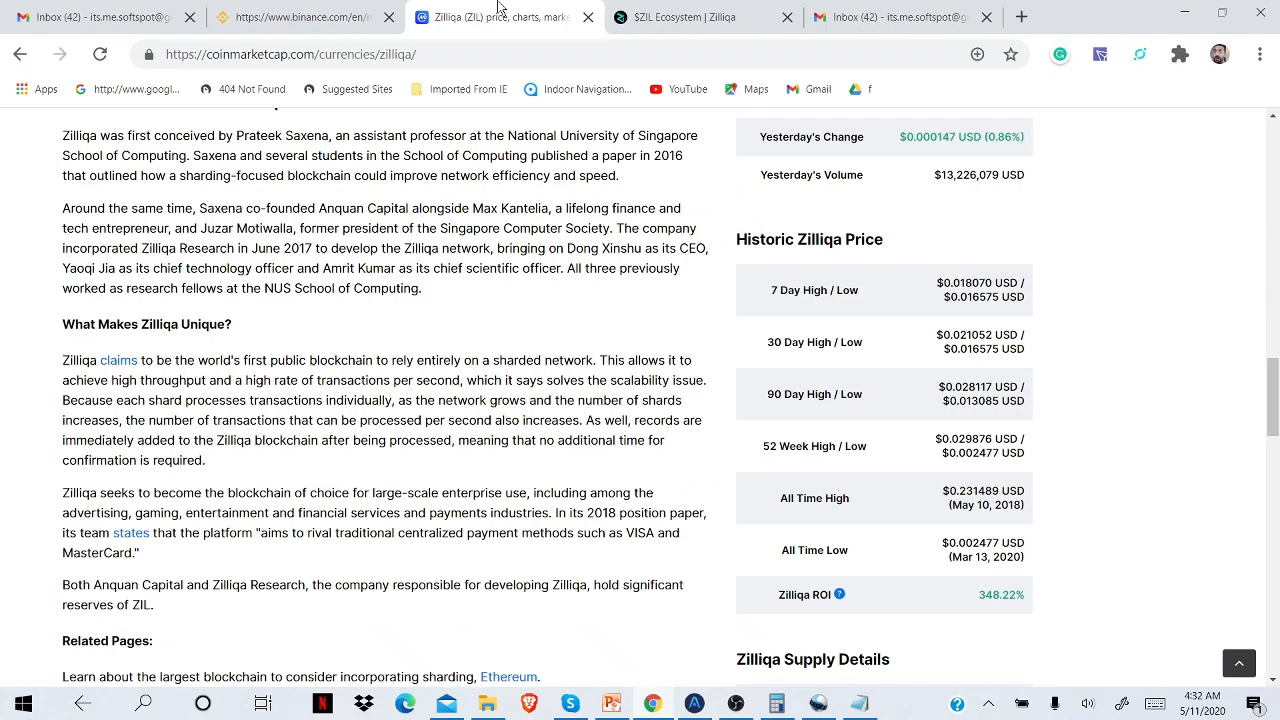 Inbox (42) - its.me.softspot@g
https://www.binance.com/en/n
Zilliqa (ZIL) price, charts, marke
$ZIL Ecosystem | Zilliqa
Inbox (42) - its.me.softspot@g
https://coinmarketcap.com/currencies/zilliqa/
Apps
http://www.googl...
404 Not Found
Suggested Sites
Imported From IE
Indoor Navigation...
YouTube
Maps
Gmail
f
Zilliqa was first conceived by Prateek Saxena, an assistant professor at the National University of Singapore
School of Computing. Saxena and several students in the School of Computing published a paper in 2016
that outlined how a sharding-focused blockchain could improve network efficiency and speed.
Around the same time, Saxena co-founded Anquan Capital alongside Max Kantelia, a lifelong finance and
tech entrepreneur, and Juzar Motiwalla, former president of the Singapore Computer Society. The company
incorporated Zilliqa Research in June 2017 to develop the Zilliqa network, bringing on Dong Xinshu as its CEO,
Yaoqi Jia as its chief technology officer and Amrit Kumar as its chief scientific officer. All three previously
worked as research fellows at the NUS School of Computing.
What Makes Zilliqa Unique?
Zilliqa claims to be the world's first public blockchain to rely entirely on a sharded network. This allows it to
achieve high throughput and a high rate of transactions per second, which it says solves the scalability issue.
Because each shard processes transactions individually, as the network grows and the number of shards
increases, the number of transactions that can be processed per second also increases. As well, records are
immediately added to the Zilliqa blockchain after being processed, meaning that no additional time for
confirmation is required.
Zilliqa seeks to become the blockchain of choice for large-scale enterprise use, including among the
advertising, gaming, entertainment and financial services and payments industries. In its 2018 position paper,
its team states that the platform "aims to rival traditional centralized payment methods such as VISA and
MasterCard."
Both Anquan Capital and Zilliqa Research, the company responsible for developing Zilliqa, hold significant
reserves of ZIL.
Related Pages:
Learn about the largest blockchain to consider incorporating sharding, Ethereum.
Yesterday's Change $0.000147 USD (0.86%)
Yesterday's Volume $13,226,079 USD
Historic Zilliqa Price
7 Day High / Low $0.018070 USD /
$0.016575 USD
30 Day High / Low $0.021052 USD /
$0.016575 USD
90 Day High / Low $0.028117 USD /
$0.013085 USD
52 Week High / Low $0.029876 USD /
$0.002477 USD
All Time High $0.231489 USD
(May 10, 2018)
All Time Low $0.002477 USD
(Mar 13, 2020)
Zilliqa ROI ? 348.22%
Zilliqa Supply Details
4:32 AM
5/11/2020